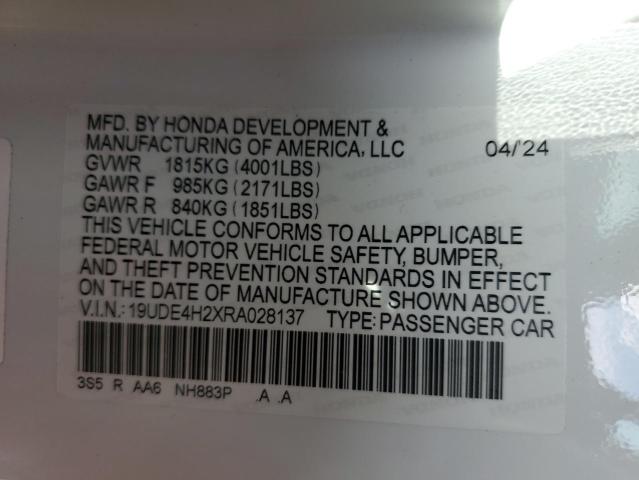 MFD. BY HONDA DEVELOPMENT &
MANUFACTURING OF AMERICA, LLC 04/24
GVWR 1815KG (4001LBS)
GAWR F 985KG (2171LBS)
GAWR R 840KG (1851LBS)
THIS VEHICLE CONFORMS TO ALL APPLICABLE
FEDERAL MOTOR VEHICLE SAFETY, BUMPER,
AND THEFT PREVENTION STANDARDS IN EFFECT
ON THE DATE OF MANUFACTURE SHOWN ABOVE.
V.I.N.: 19UDE4H2XRA028137 TYPE: PASSENGER CAR
3S5 R AA6 NH883P .A .A